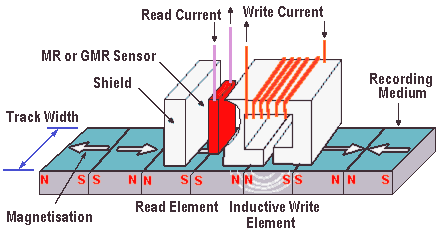 Read Current
Write Current
MR or GMR Sensor
Shield
Recording
Medium
Track Width
N S S N N S S N N S S N N S
Magnetisation
Read Element
Inductive Write
Element